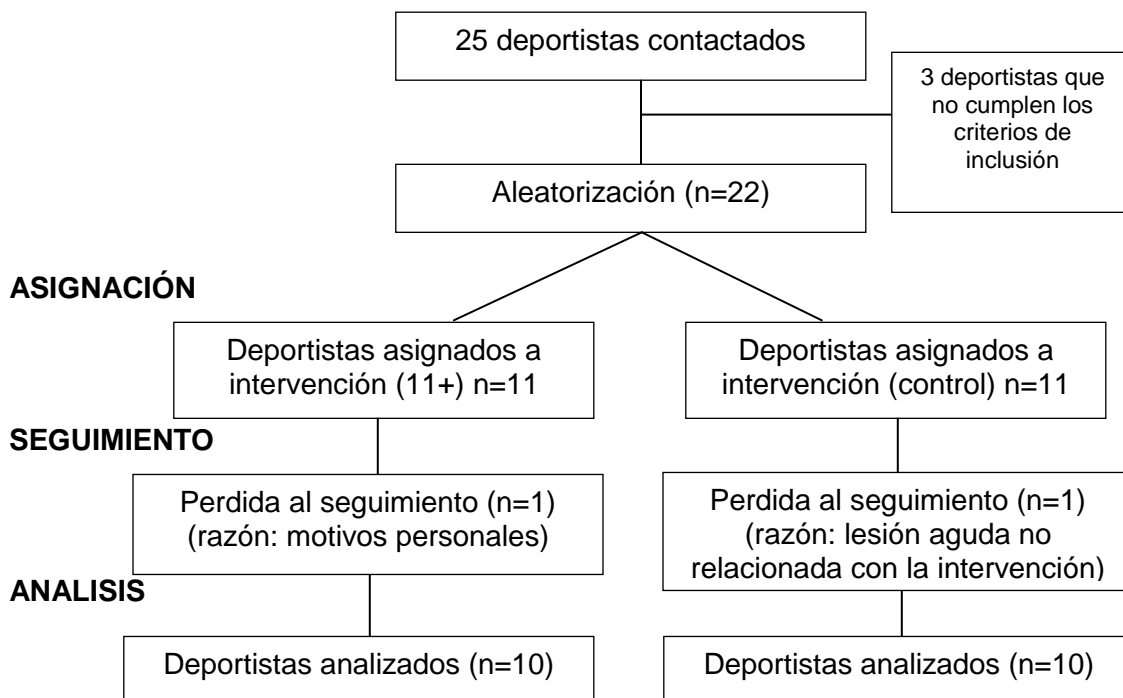 25 deportistas contactados
3 deportistas que
no cumplen los
criterios de
inclusión
Aleatorización (n=22)
ASIGNACIÓN
Deportistas asignados a
intervención (11+) n=11
Deportistas asignados a
intervención (control) n=11
SEGUIMIENTO
Perdida al seguimiento (n=1)
(razón: motivos personales)
Perdida al seguimiento (n=1)
(razón: lesión aguda no
relacionada con la intervención)
ANALISIS
Deportistas analizados (n=10)
Deportistas analizados (n=10)